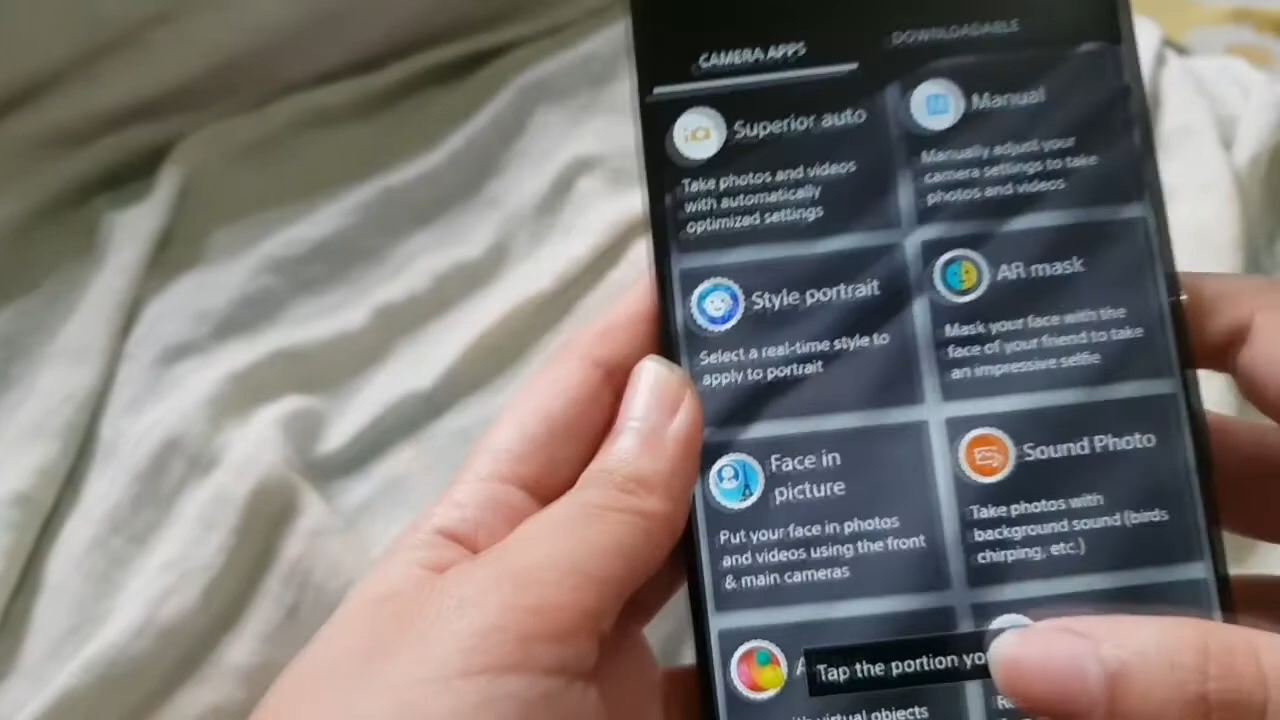 CAMERA APPS
DOWNLOADABLE
Superior auto
Take photos and videos
with automatically
optimized settings
Manual
Manually adjust your
camera settings to take
photos and videos
Style portrait
Select a real-time style to
apply to portrait
AR mask
Mask your face with the
face of your friend to take
an impressive selfie
Face in
picture
Put your face in photos
and videos using the front
& main cameras
Sound Photo
Take photos with
background sound (birds
chirping, etc.)
Tap the portion
virtual objects